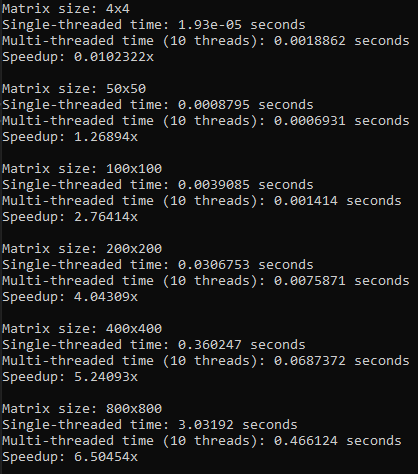 Matrix size: 4x4
Single-threaded time: 1.93e-05 seconds
Multi-threaded time (10 threads): 0.0018862 seconds
Speedup: 0.0102322x
Matrix size: 50x50
Single-threaded time: 0.0008795 seconds
Multi-threaded time (10 threads): 0.0006931 seconds
Speedup: 1.26894x
Matrix size: 100x100
Single-threaded time: 0.0039085 seconds
Multi-threaded time (10 threads): 0.001414 seconds
Speedup: 2.76414x
Matrix size: 200x200
Single-threaded time: 0.0306753 seconds
Multi-threaded time (10 threads): 0.0075871 seconds
Speedup: 4.04309x
Matrix size: 400x400
Single-threaded time: 0.360247 seconds
Multi-threaded time (10 threads): 0.0687372 seconds
Speedup: 5.24093x
Matrix size: 800x800
Single-threaded time: 3.03192 seconds
Multi-threaded time (10 threads): 0.466124 seconds
Speedup: 6.50454x